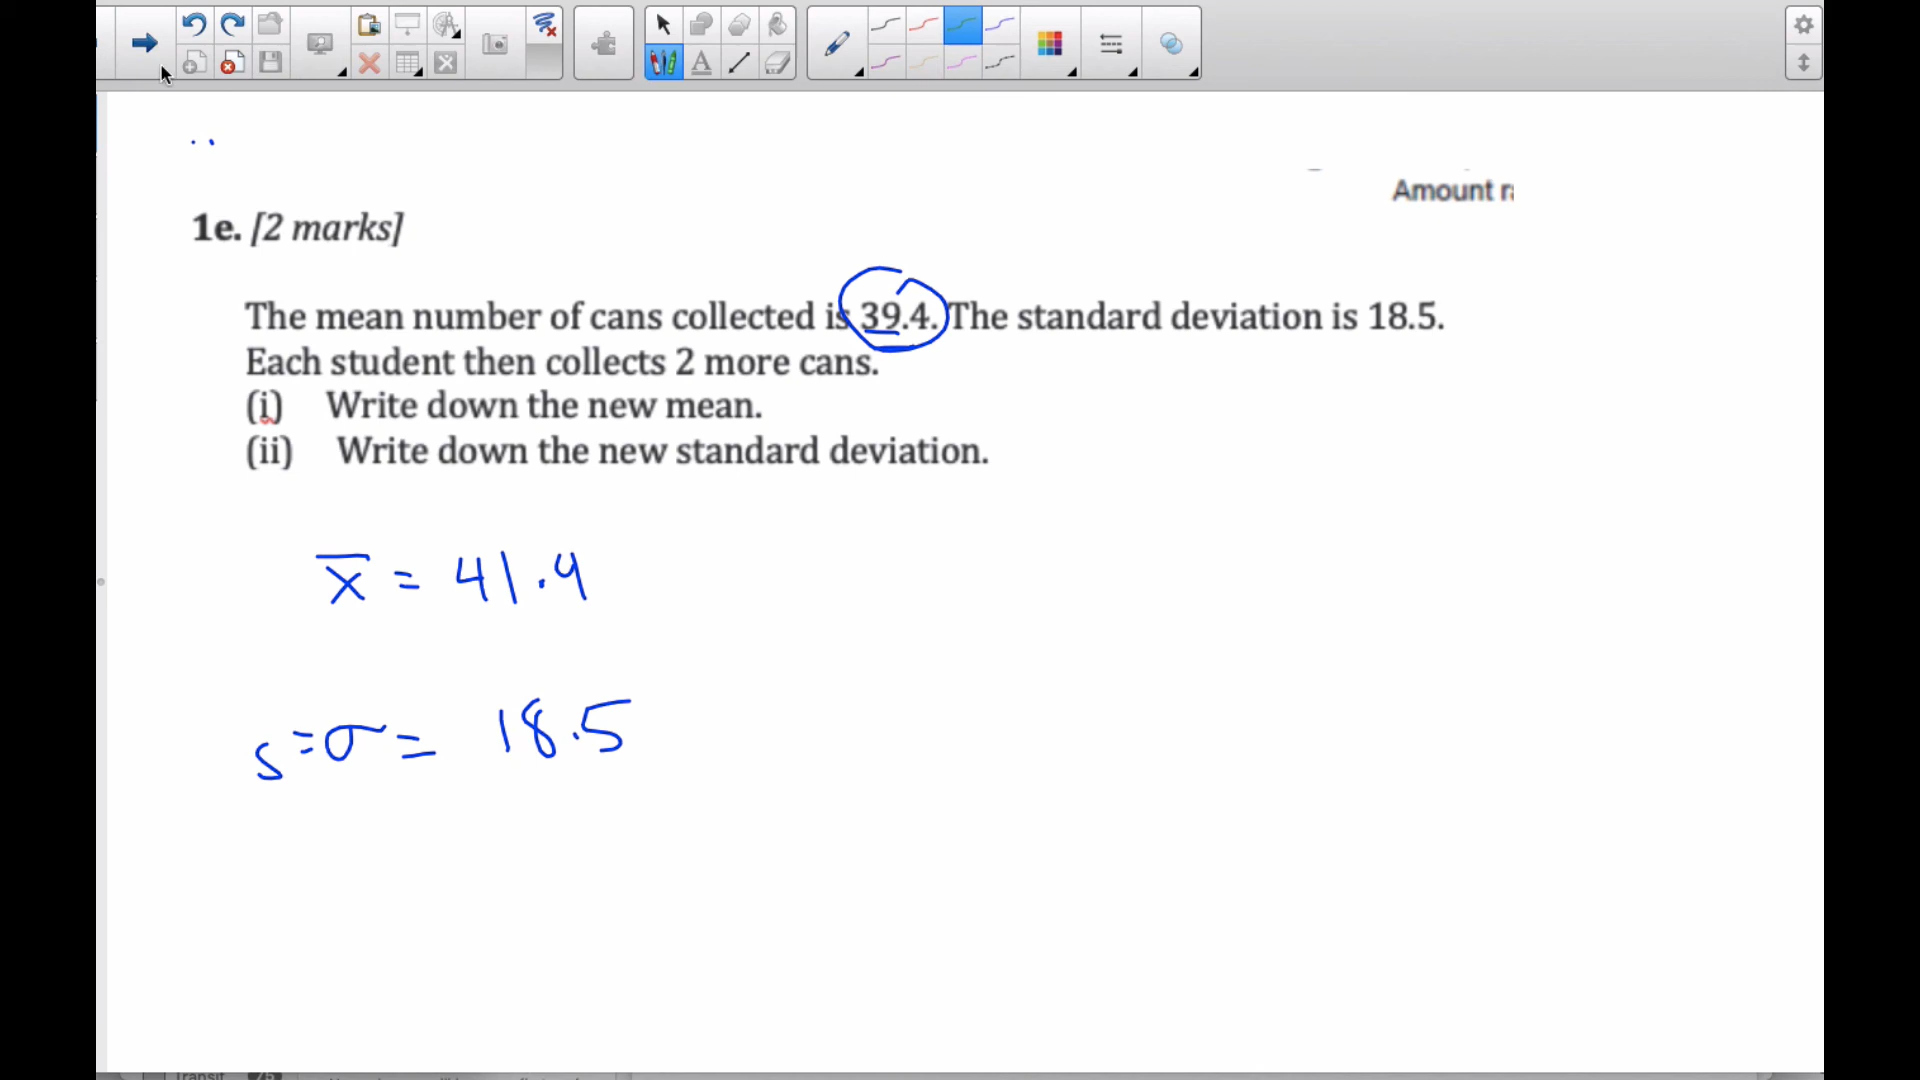 Amount
1e. [2 marks]
The mean number of cans collected is 39.4. The standard deviation is 18.5.
Each student then collects 2 more cans.
(i) Write down the new mean.
(ii) Write down the new standard deviation.
x̄ = 41.4
s = σ = 18.5